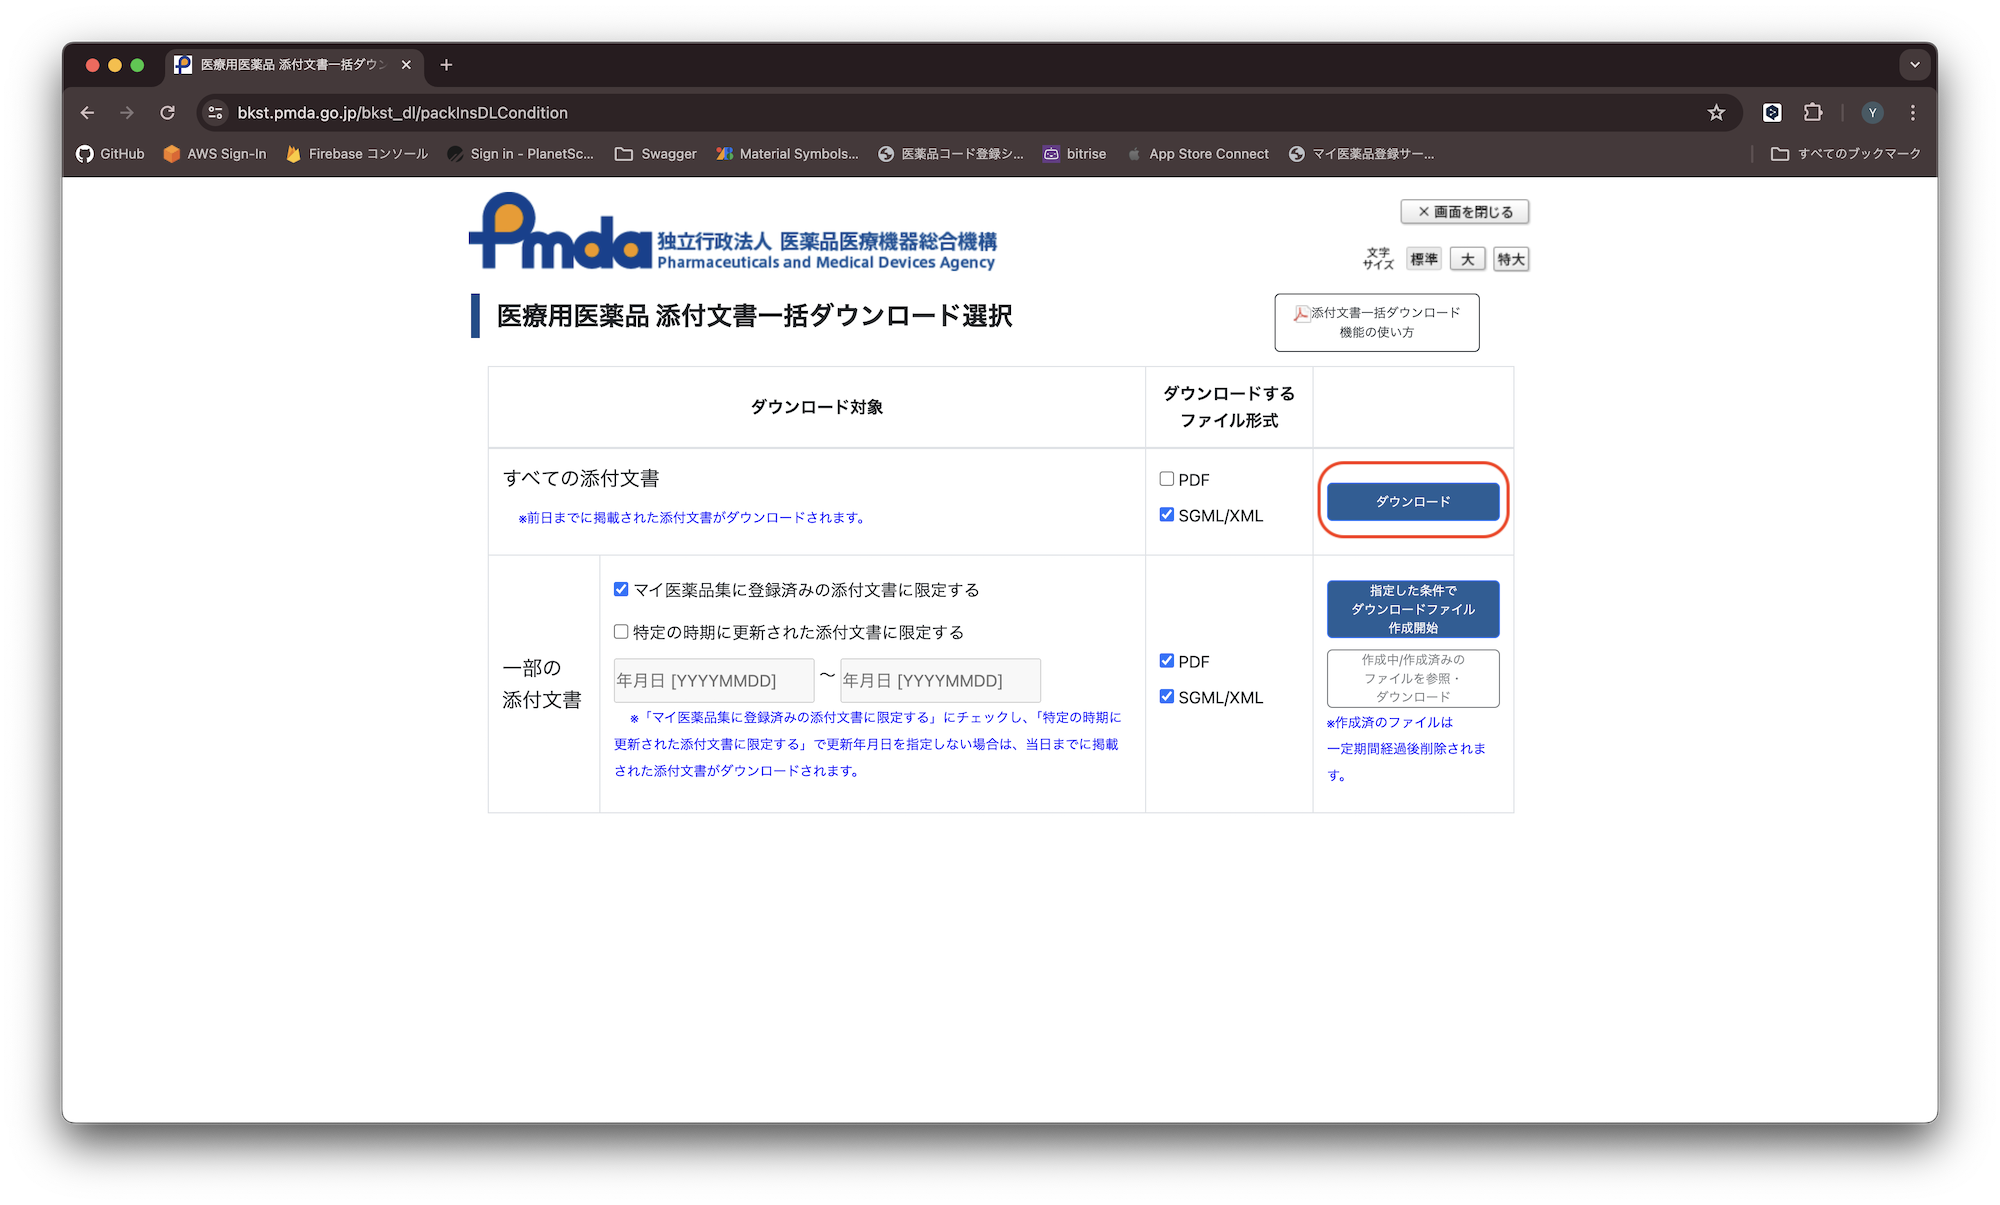 医療用医薬品 添付文書一括ダウン
bkst.pmda.go.jp/bkst_dl/packInsDLCondition
Y
GitHub
AWS Sign-In
Firebase コンソール
Sign in - PlanetSc...
Swagger
Material Symbols...
医薬品コード登録シ...
bitrise
App Store Connect
マイ医薬品登録サー...
すべてのブックマーク
Pmda
独立行政法人 医薬品医療機器総合機構
Pharmaceuticals and Medical Devices Agency
× 画面を閉じる
文字
サイズ
標準
大
特大
医療用医薬品 添付文書一括ダウンロード選択
添付文書一括ダウンロード
機能の使い方
ダウンロード対象
ダウンロードする
ファイル形式
すべての添付文書
※前日までに掲載された添付文書がダウンロードされます。
PDF
SGML/XML
ダウンロード
一部の
添付文書
マイ医薬品集に登録済みの添付文書に限定する
特定の時期に更新された添付文書に限定する
年月日 [YYYYMMDD] ～ 年月日 [YYYYMMDD]
※「マイ医薬品集に登録済みの添付文書に限定する」にチェックし、「特定の時期に
更新された添付文書に限定する」で更新年月日を指定しない場合は、当日までに掲載
された添付文書がダウンロードされます。
PDF
SGML/XML
指定した条件で
ダウンロードファイル
作成開始
作成中/作成済みの
ファイルを参照・
ダウンロード
※作成済のファイルは
一定期間経過後削除されま
す。